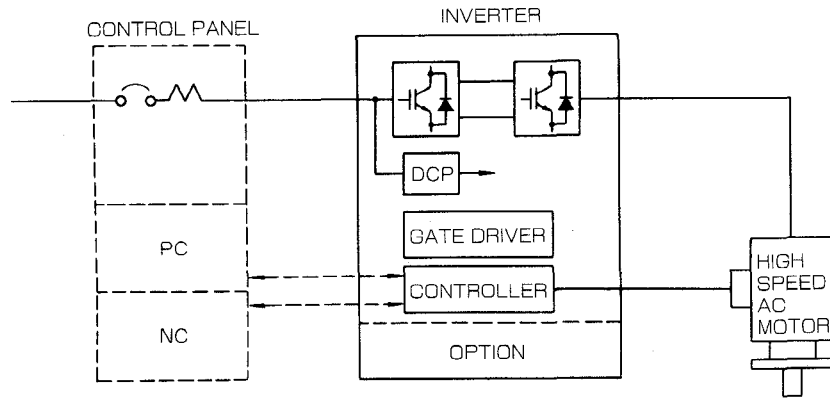 CONTROL PANEL
INVERTER
DCP
GATE DRIVER
PC
CONTROLLER
NC
OPTION
HIGH
SPEED
AC
MOTOR